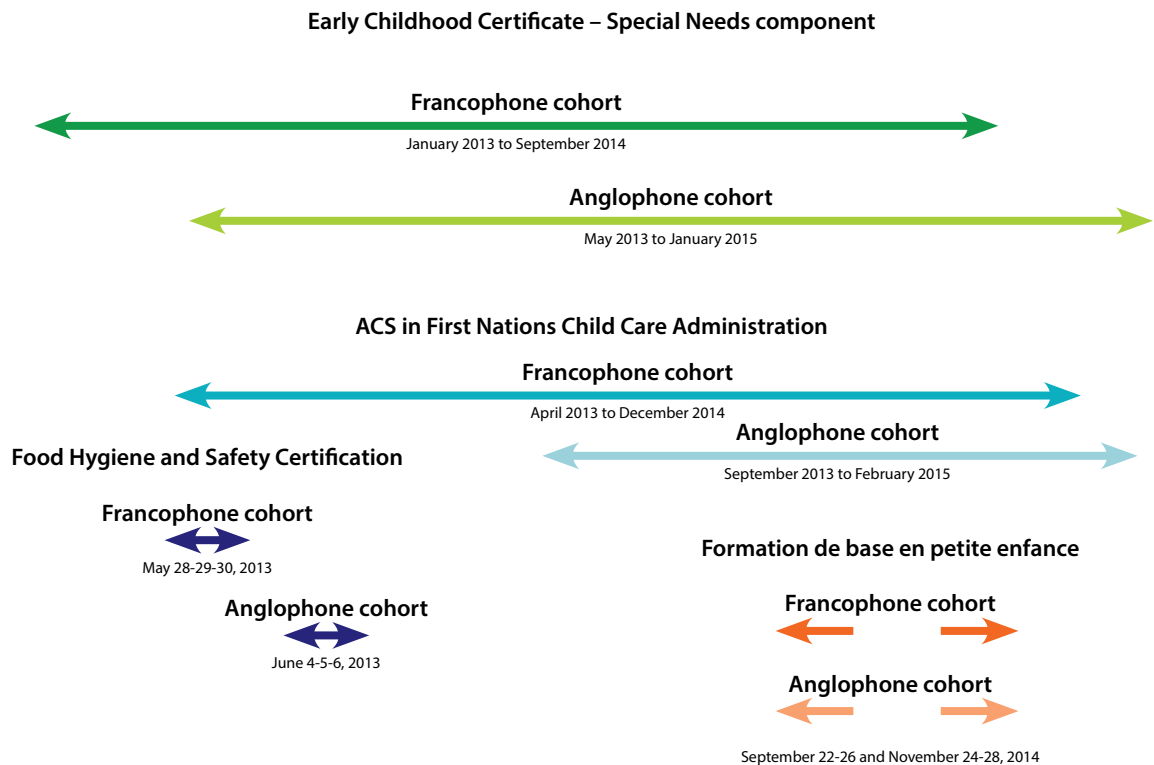 Early Childhood Certificate – Special Needs component
Francophone cohort
January 2013 to September 2014
Anglophone cohort
May 2013 to January 2015
ACS in First Nations Child Care Administration
Francophone cohort
April 2013 to December 2014
Anglophone cohort
September 2013 to February 2015
Food Hygiene and Safety Certification
Francophone cohort
May 28-29-30, 2013
Anglophone cohort
June 4-5-6, 2013
Formation de base en petite enfance
Francophone cohort
Anglophone cohort
September 22-26 and November 24-28, 2014